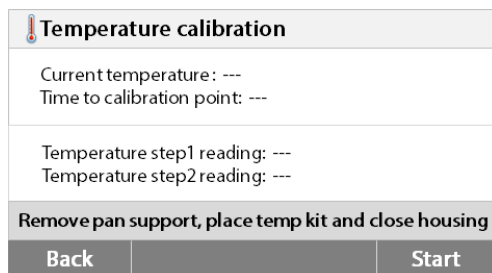 Temperature calibration
Current temperature: ---
Time to calibration point: ---
Temperature step1 reading: ---
Temperature step2 reading: ---
Remove pan support, place temp kit and close housing
Back Start